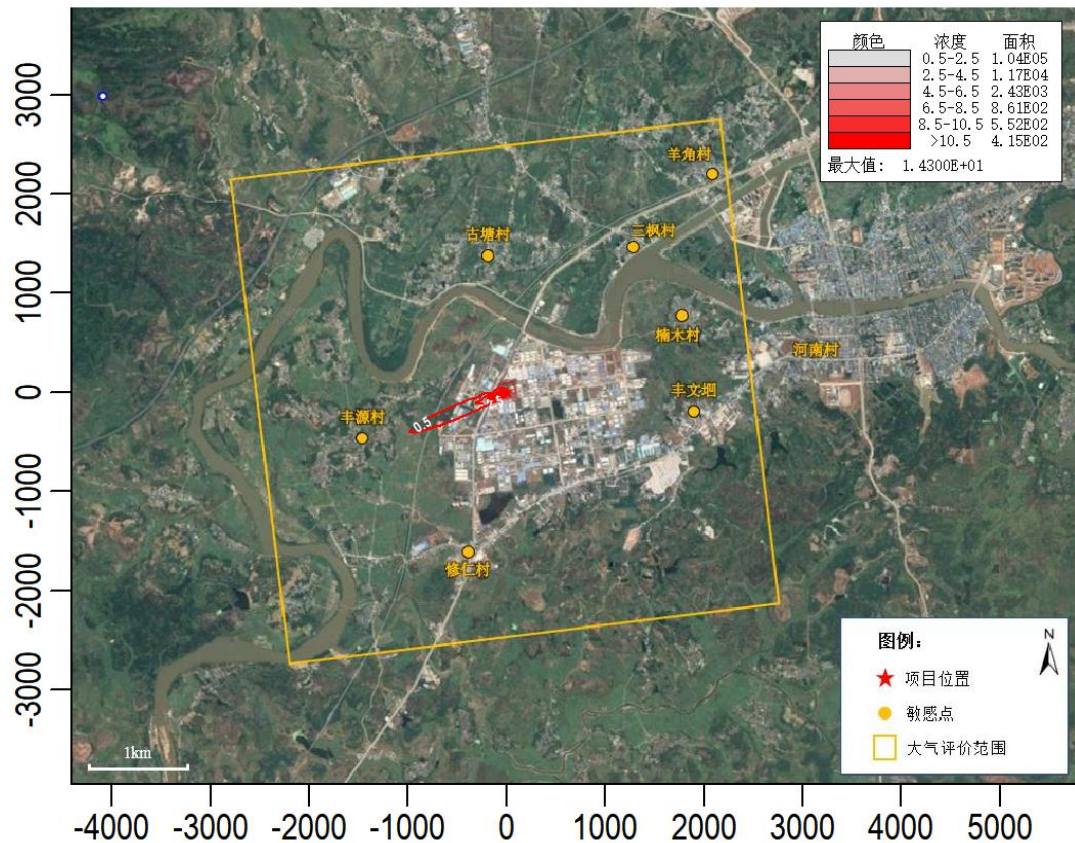 颜色 浓度 面积
0.5-2.5 1.04E05
2.5-4.5 1.17E04
4.5-6.5 2.43E03
6.5-8.5 8.61E02
8.5-10.5 5.52E02
>10.5 4.15E02
最大值: 1.4300E+01
3000
2000
1000
0
-1000
-2000
-3000
羊角村
古塘村
三枫村
楠木村
河南村
丰文垇
丰源村
0.5
修仁村
图例：
N
项目位置
敏感点
大气评价范围
1km
-4000 -3000 -2000 -1000 0 1000 2000 3000 4000 5000